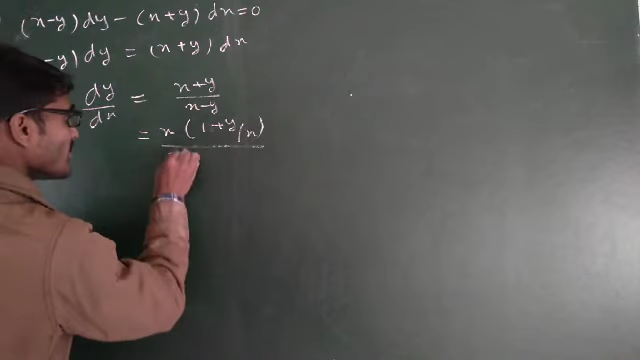 (x-y)dy - (x+y) dx = 0
-y) dy = (x+y) dx
dy/dx = x+y/x-y
= x (1+y/x)